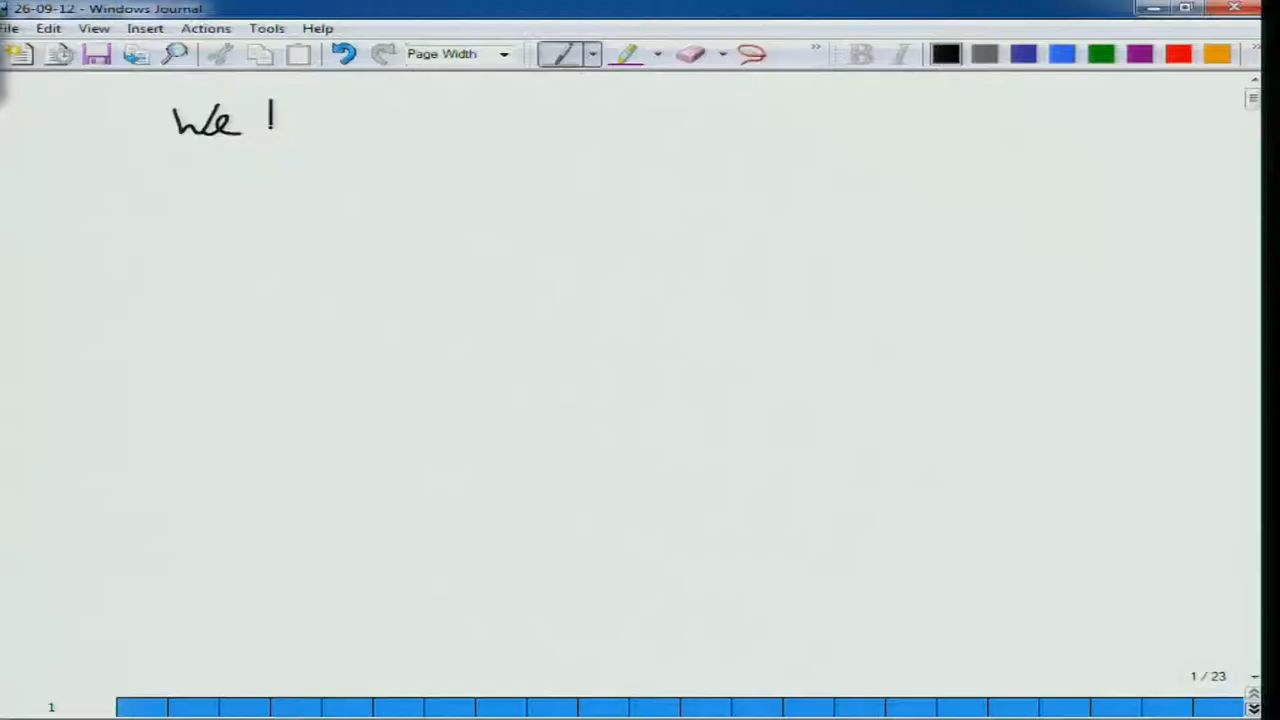 26-09-12 - Windows Journal
File Edit View Insert Actions Tools Help
Page Width B I
We
1 / 23
1